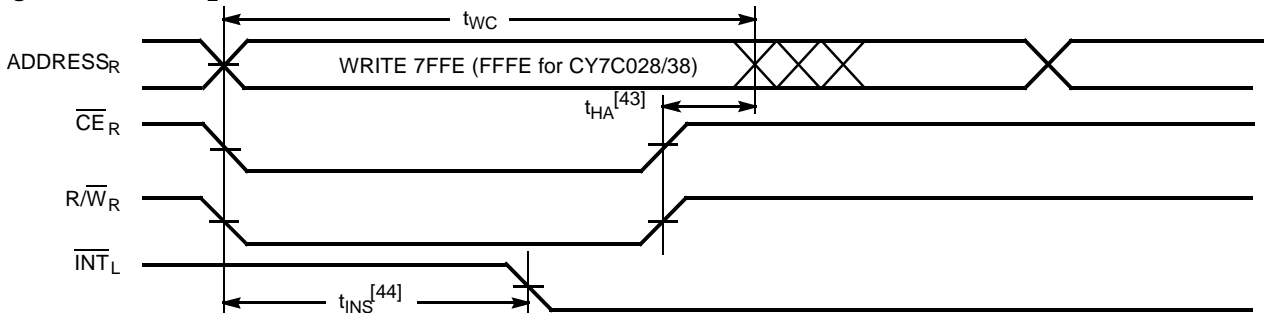 tWC
ADDRESSR
WRITE 7FFE (FFFE for CY7C028/38)
tHA[43]
CER
R/WR
INTL
tINS[44]